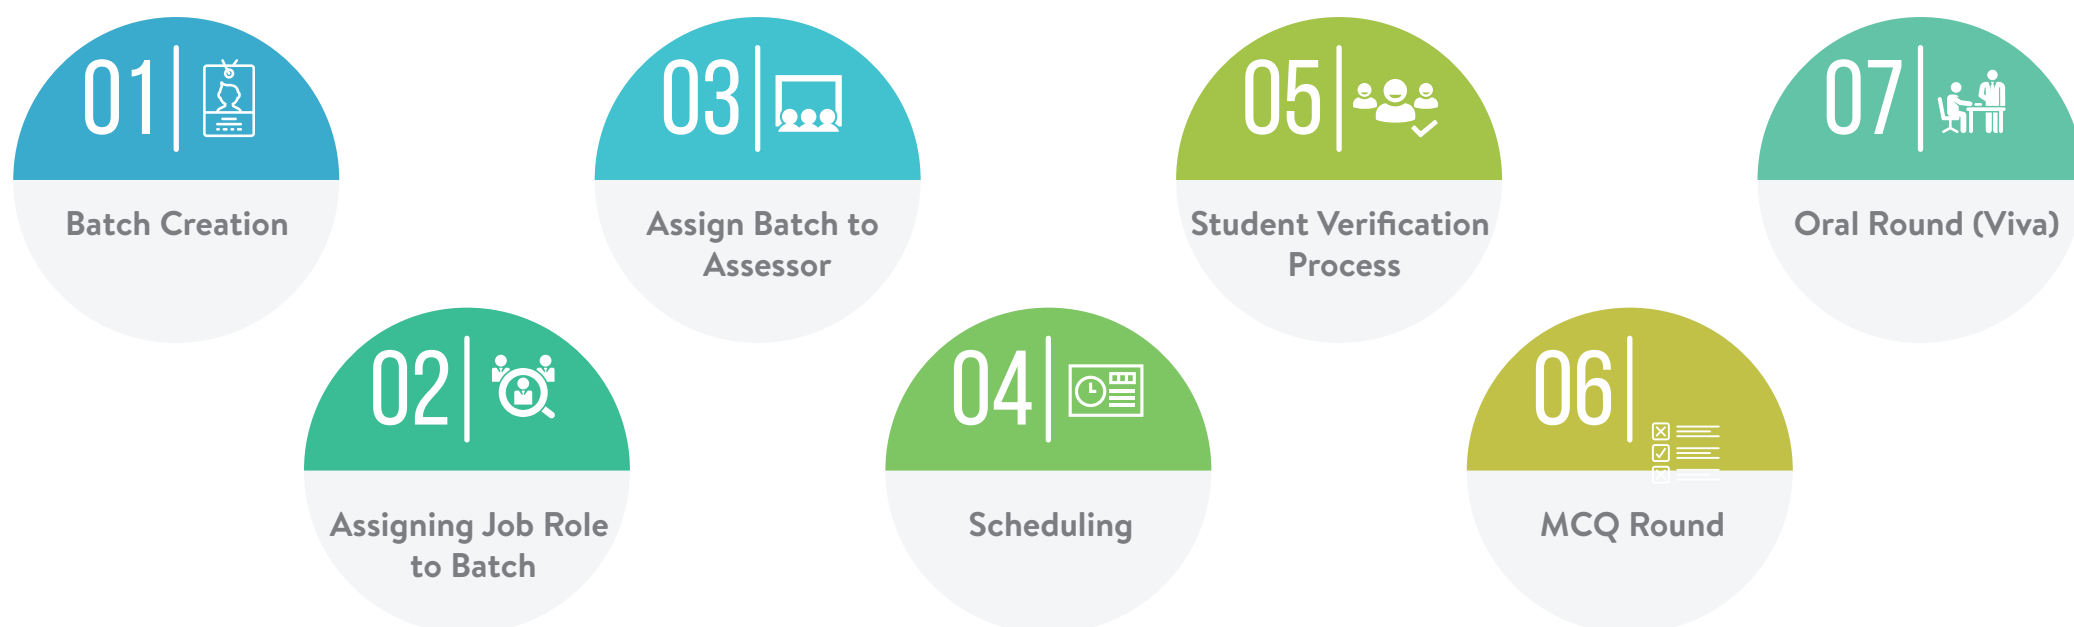 01
Batch Creation
02
Assigning Job Role
to Batch
03
Assign Batch to
Assessor
04
Scheduling
05
Student Verification
Process
06
MCQ Round
07
Oral Round (Viva)